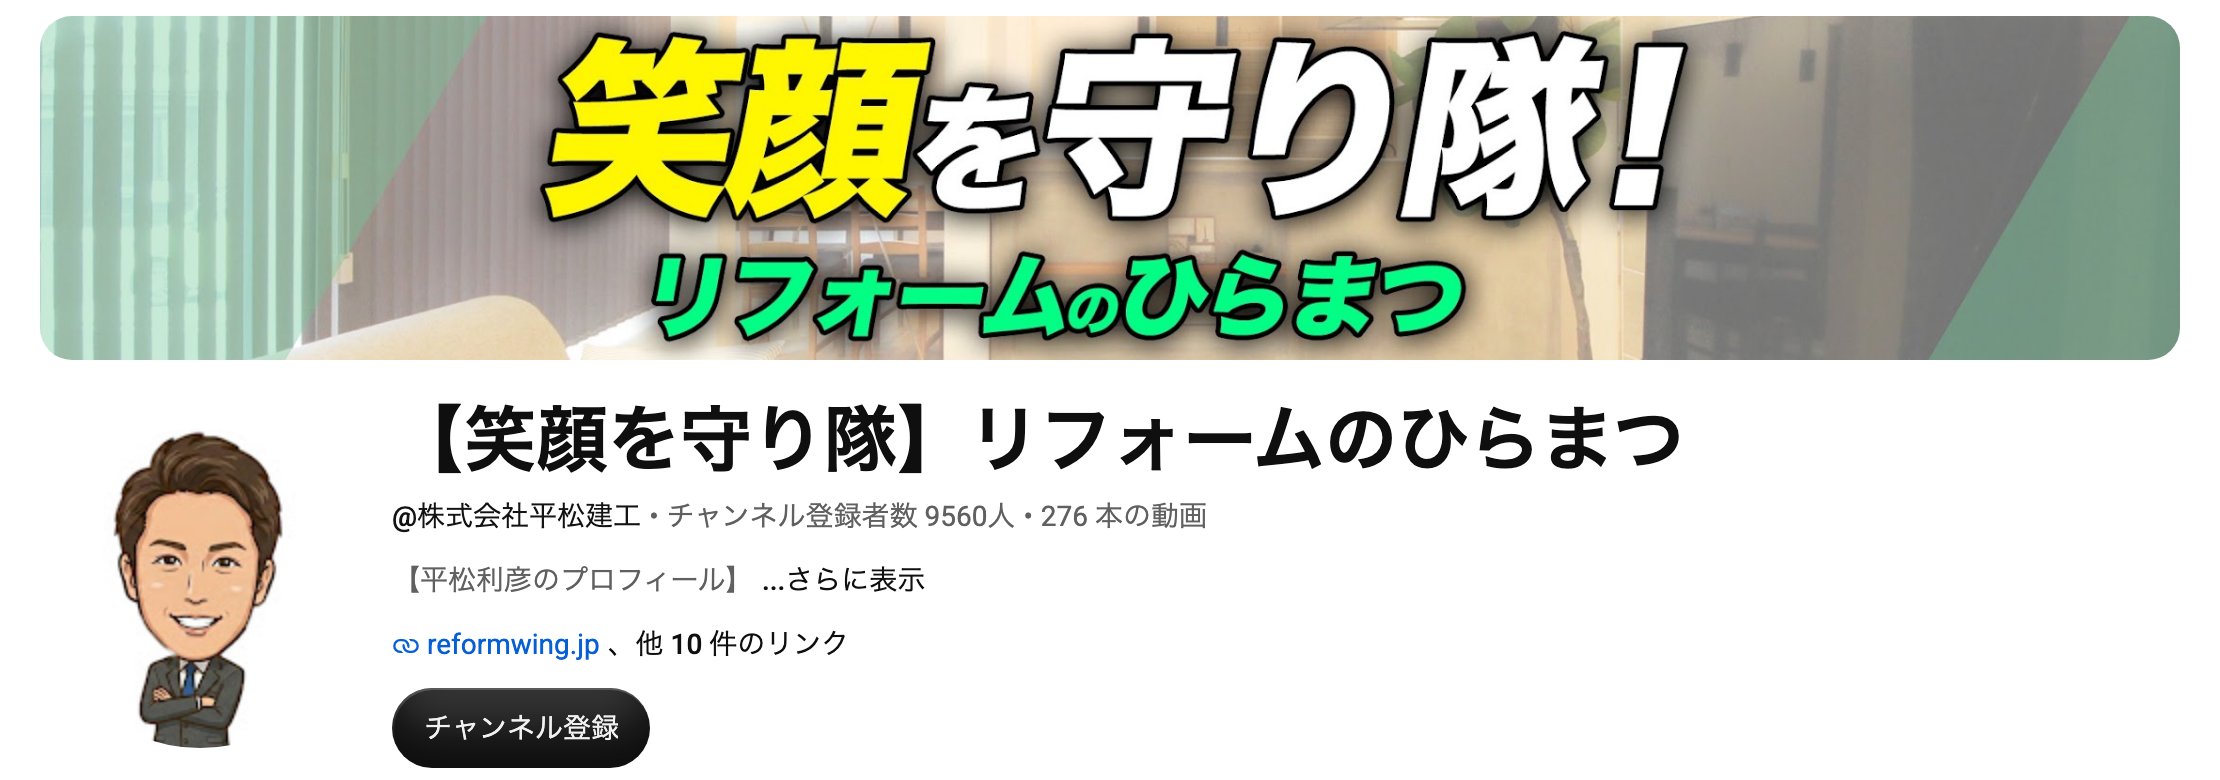 笑顔を守り隊!
リフォームのひらまつ
【笑顔を守り隊】リフォームのひらまつ
@株式会社平松建工・チャンネル登録者数 9560人・276 本の動画
【平松利彦のプロフィール】 ...さらに表示
reformwing.jp 、他 10 件のリンク
チャンネル登録